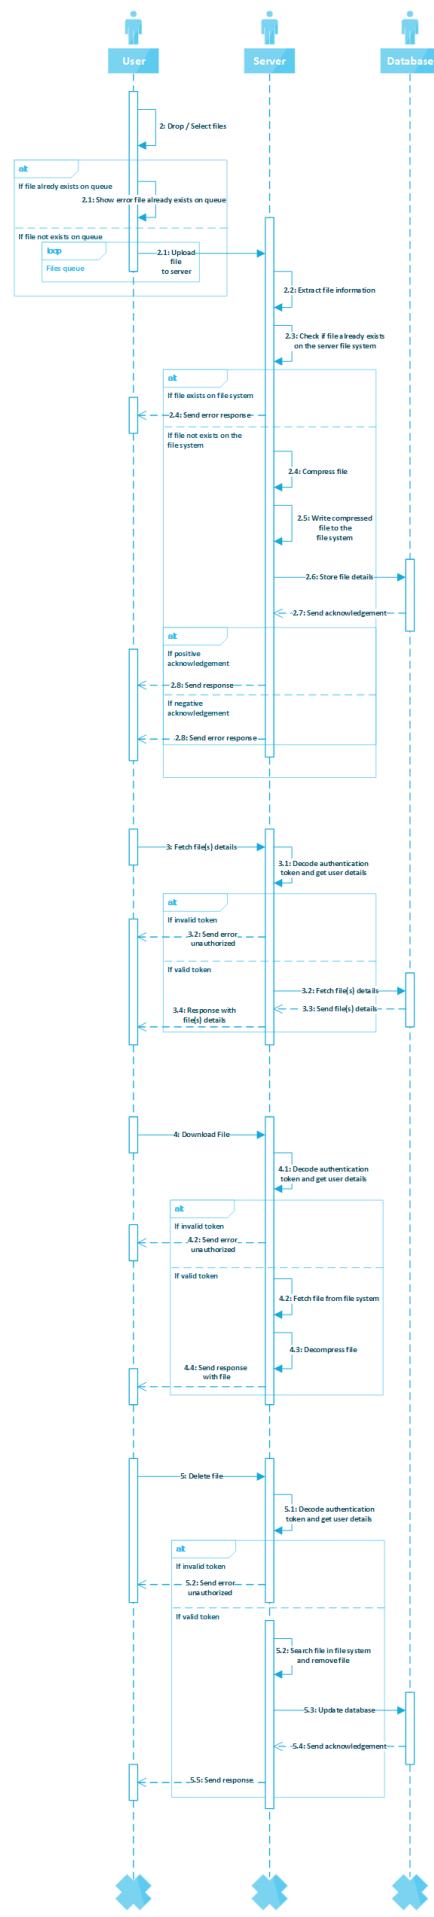 User
Server
Database
2: Drop / Select files
alt
If file alredy exists on queue
2.1: Show error file already exists on queue
If file not exists on queue
loop
Files queue
2.1: Upload
file
to server
2.2: Extract file information
2.3: Check if file already exists
on the server file system
alt
If file exists on file system
2.4: Send error response
If file not exists on the
file system
2.4: Compress file
2.5: Write compressed
file to the
file system
2.6: Store file details
2.7: Send acknowledgement
alt
If positive
acknowledgement
2.8: Send response
If negative
acknowledgement
2.8: Send error response
3: Fetch file(s) details
3.1: Decode authentication
token and get user details
alt
If invalid token
3.2: Send error
unauthorized
If valid token
3.2: Fetch file(s) details
3.3: Send file(s) details
3.4: Response with
file(s) details
4: Download File
4.1: Decode authentication
token and get user details
alt
If invalid token
4.2: Send error
unauthorized
If valid token
4.2: Fetch file from file system
4.3: Decompress file
4.4: Send response
with file
5: Delete file
5.1: Decode authentication
token and get user details
alt
If invalid token
5.2: Send error
unauthorized
If valid token
5.2: Search file in file system
and remove file
5.3: Update database
5.4: Send acknowledgement
5.5: Send response